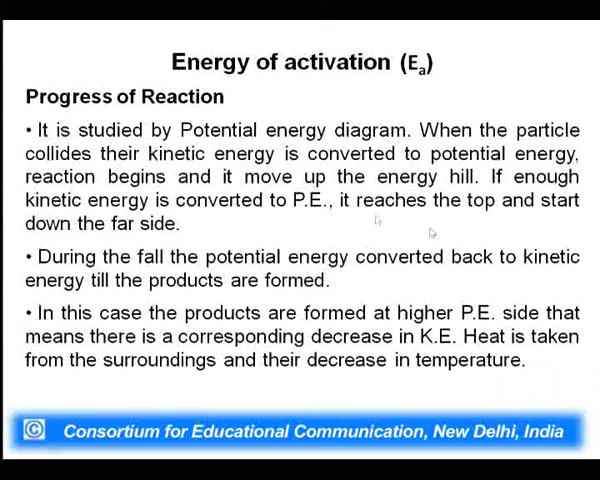 Energy of activation (Ea)
Progress of Reaction
• It is studied by Potential energy diagram. When the particle
collides their kinetic energy is converted to potential energy,
reaction begins and it move up the energy hill. If enough
kinetic energy is converted to P.E., it reaches the top and start
down the far side.
• During the fall the potential energy converted back to kinetic
energy till the products are formed.
• In this case the products are formed at higher P.E. side that
means there is a corresponding decrease in K.E. Heat is taken
from the surroundings and their decrease in temperature.
© Consortium for Educational Communication, New Delhi, India